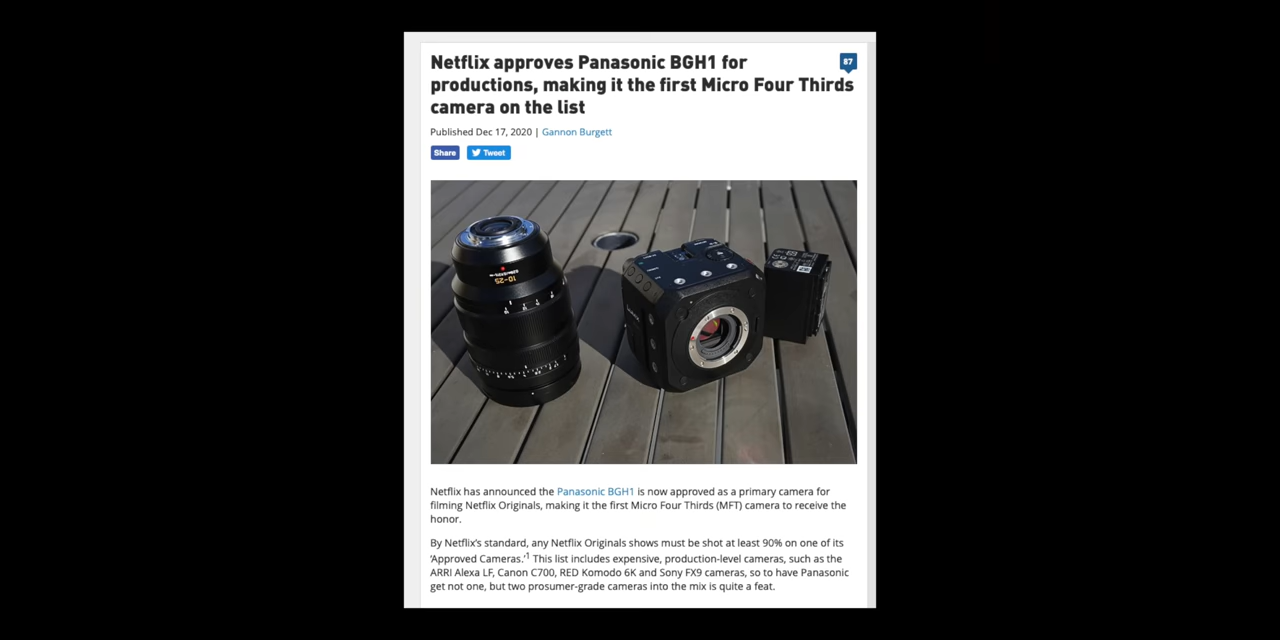 Netflix approves Panasonic BGH1 for
productions, making it the first Micro Four Thirds
camera on the list
87
Published Dec 17, 2020 | Gannon Burgett
Share
Tweet
10-25
Netflix has announced the Panasonic BGH1 is now approved as a primary camera for
filming Netflix Originals, making it the first Micro Four Thirds (MFT) camera to receive the
honor.
By Netflix's standard, any Netflix Originals shows must be shot at least 90% on one of its
'Approved Cameras.'1 This list includes expensive, production-level cameras, such as the
ARRI Alexa LF, Canon C700, RED Komodo 6K and Sony FX9 cameras, so to have Panasonic
get not one, but two prosumer-grade cameras into the mix is quite a feat.